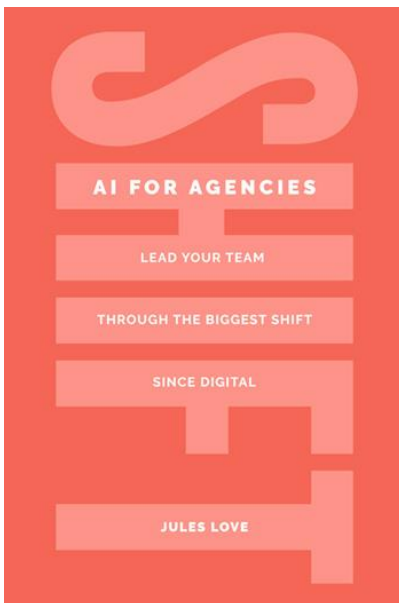 SHIFT
AI FOR AGENCIES
LEAD YOUR TEAM
THROUGH THE BIGGEST SHIFT
SINCE DIGITAL
JULES LOVE